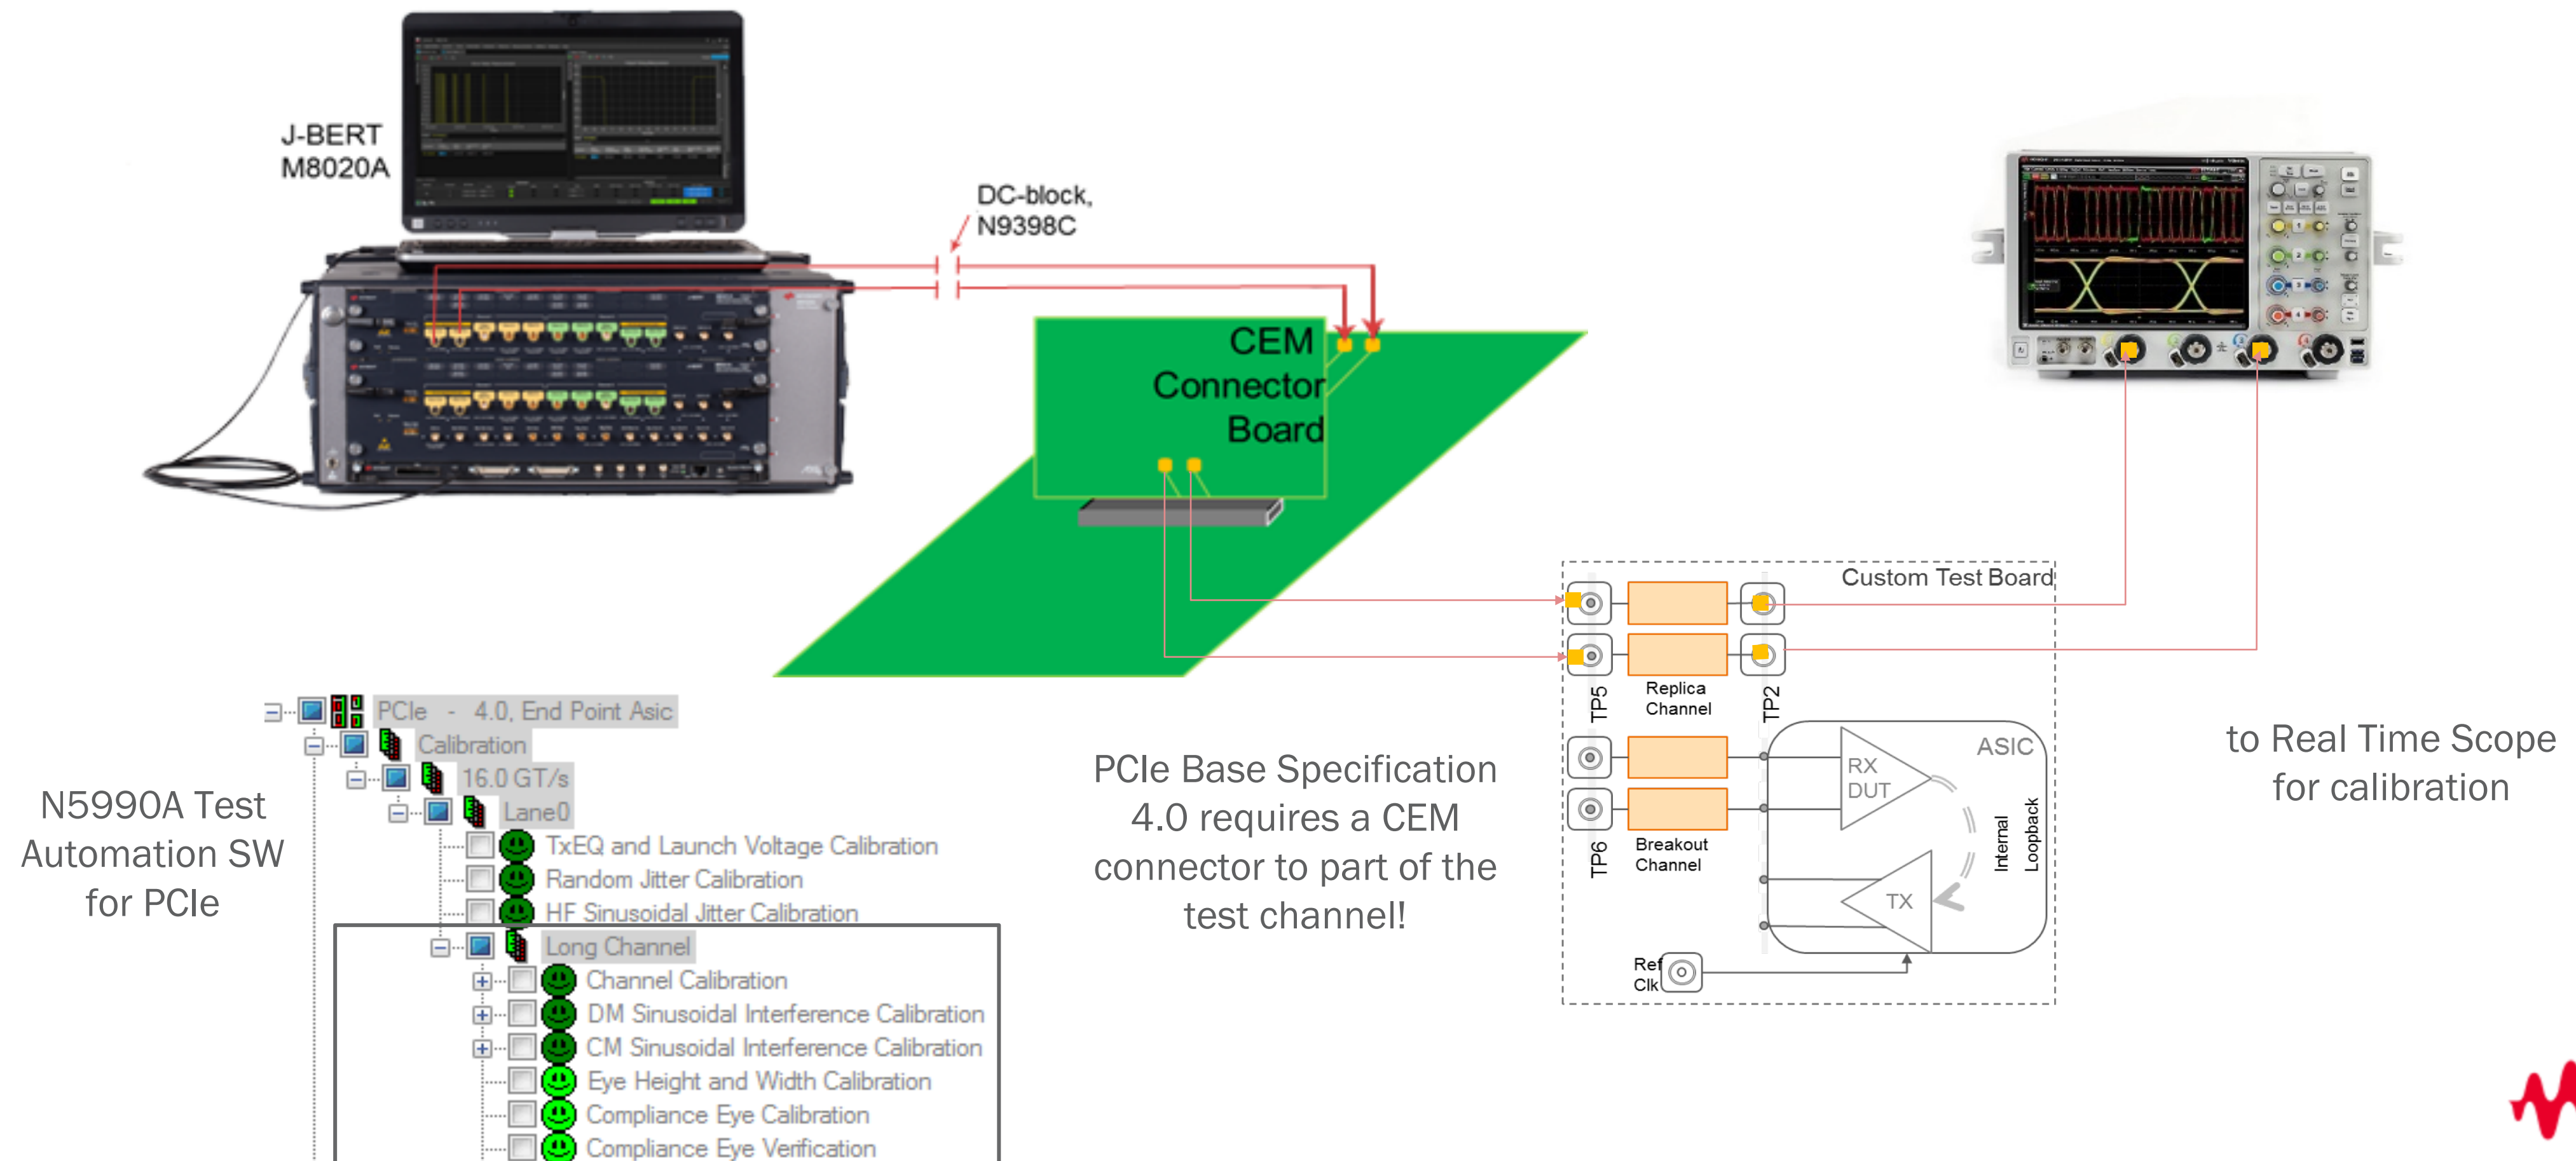 J-BERT
M8020A
DC-block,
N9398C
CEM
Connector
Board
Custom Test Board
TP5
Replica
Channel
TP2
TP6
Breakout
Channel
RX
DUT
ASIC
TX
Internal
Loopback
Ref
Clk
to Real Time Scope
for calibration
PCIe Base Specification
4.0 requires a CEM
connector to part of the
test channel!
N5990A Test
Automation SW
for PCIe
PCIe - 4.0, End Point Asic
Calibration
16.0 GT/s
Lane0
TxEQ and Launch Voltage Calibration
Random Jitter Calibration
HF Sinusoidal Jitter Calibration
Long Channel
Channel Calibration
DM Sinusoidal Interference Calibration
CM Sinusoidal Interference Calibration
Eye Height and Width Calibration
Compliance Eye Calibration
Compliance Eye Verification